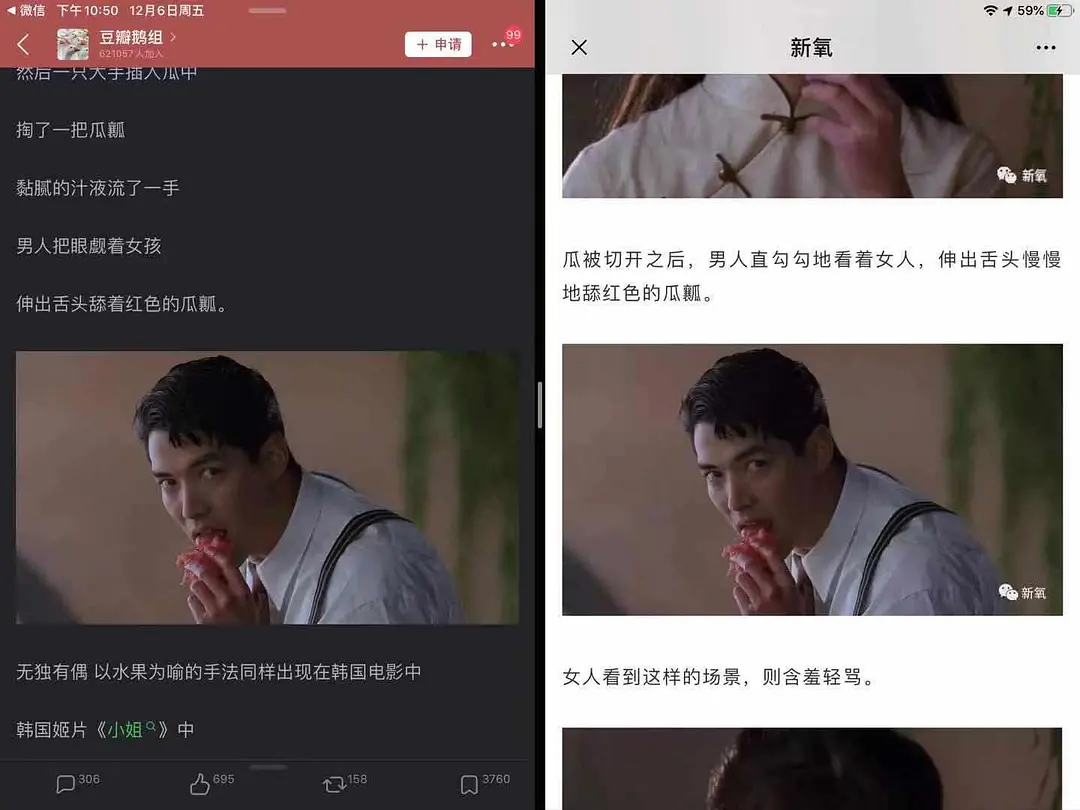 微信 下午10:50 12月6日周五
豆瓣鹅组
621057人加入
+ 申请
99
然后一只大手插入瓜中
掏了一把瓜瓤
黏腻的汁液流了一手
男人把眼觑着女孩
伸出舌头舔着红色的瓜瓤。
无独有偶 以水果为喻的手法同样出现在韩国电影中
韩国姬片《小姐》中
306
695
158
3760
59%
新氧
新氧
瓜被切开之后，男人直勾勾地看着女人，伸出舌头慢慢
地舔红色的瓜瓤。
新氧
女人看到这样的场景，则含羞轻骂。